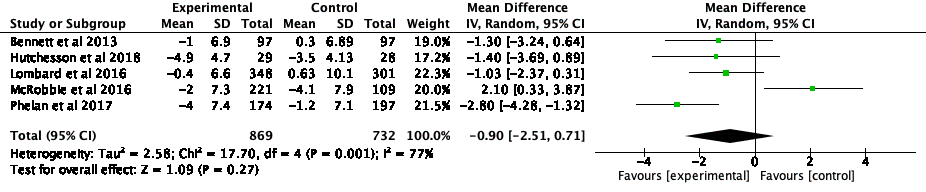 Experimental Control Mean Difference Mean Difference
Study or Subgroup Mean SD Total Mean SD Total Weight IV, Random, 95% CI IV, Random, 95% CI
Bennett et al 2013 −1 6.9 97 0.3 6.89 97 19.0% −1.30 [−3.24, 0.64]
Hutchesson et al 2018 −4.9 4.7 29 −3.5 4.13 28 17.2% −1.40 [−3.69, 0.89]
Lombard et al 2016 −0.4 6.6 348 0.63 10.1 301 22.3% −1.03 [−2.37, 0.31]
McRobbie et al 2016 −2 7.3 221 −4.1 7.9 109 20.0% 2.10 [0.33, 3.87]
Phelan et al 2017 −4 7.4 174 −1.2 7.1 197 21.5% −2.80 [−4.28, −1.32]
Total (95% CI) 869 732 100.0% −0.90 [−2.51, 0.71]
Heterogeneity: Tau² = 2.58; Chi² = 17.70, df = 4 (P = 0.001); I² = 77%
Test for overall effect: Z = 1.09 (P = 0.27)
−4 −2 0 2 4
Favours [experimental] Favours [control]